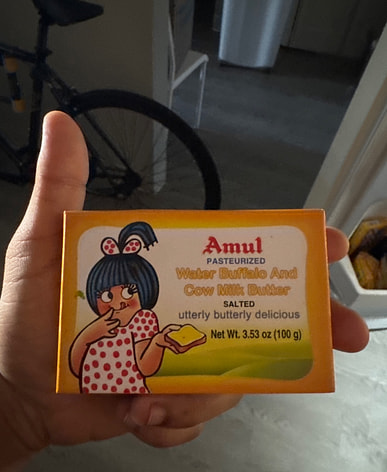 Amul
PASTEURIZED
Water Buffalo And
Cow Milk Butter
SALTED
utterly butterly delicious
Net Wt. 3.53 oz (100 g)